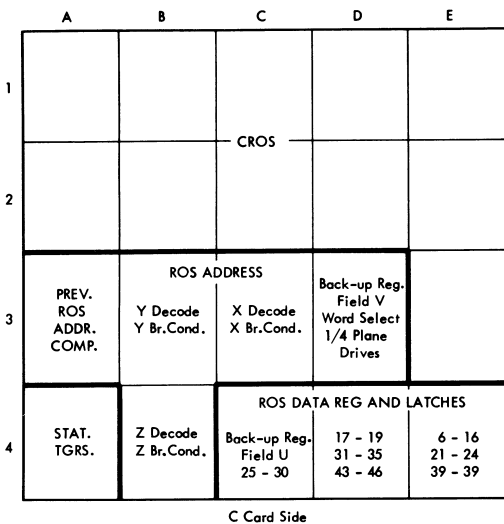 A B C D E
1
CROS
2
ROS ADDRESS
PREV.
ROS
ADDR.
COMP.
Y Decode
Y Br.Cond.
X Decode
X Br.Cond.
Back-up Reg.
Field V
Word Select
1/4 Plane
Drives
3
ROS DATA REG AND LATCHES
STAT.
TGRS.
Z Decode
Z Br.Cond.
Back-up Reg.
Field U
25 - 30
17 - 19
31 - 35
43 - 46
6 - 16
21 - 24
39 - 39
4
C Card Side